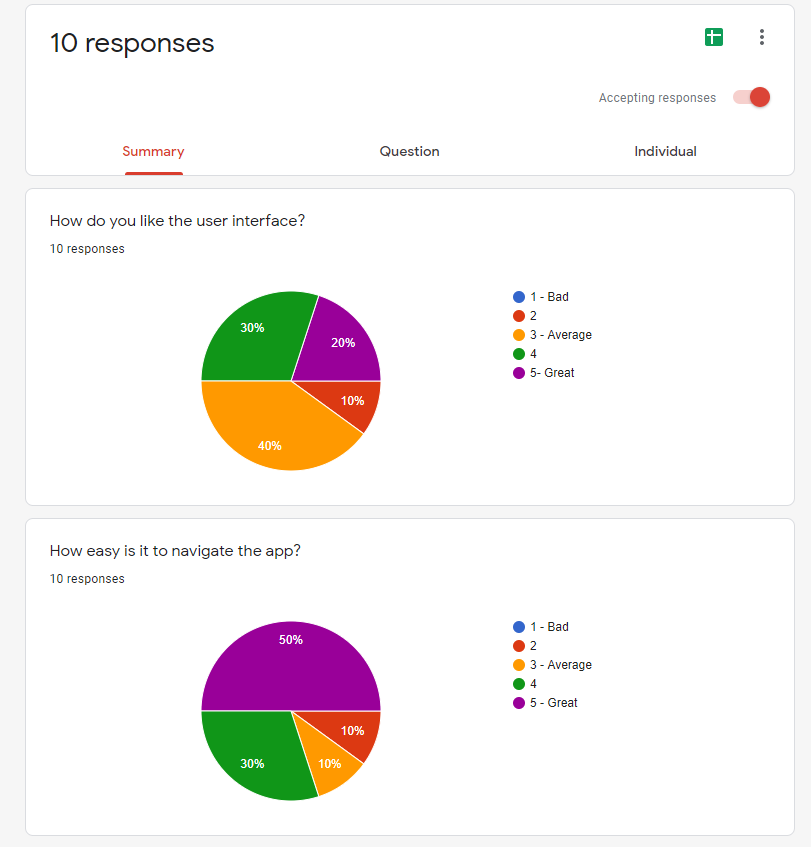 10 responses
Accepting responses
Summary Question Individual
How do you like the user interface?
10 responses
30%
20%
10%
40%
1 - Bad
2
3 - Average
4
5- Great
How easy is it to navigate the app?
10 responses
50%
10%
10%
30%
1 - Bad
2
3 - Average
4
5 - Great